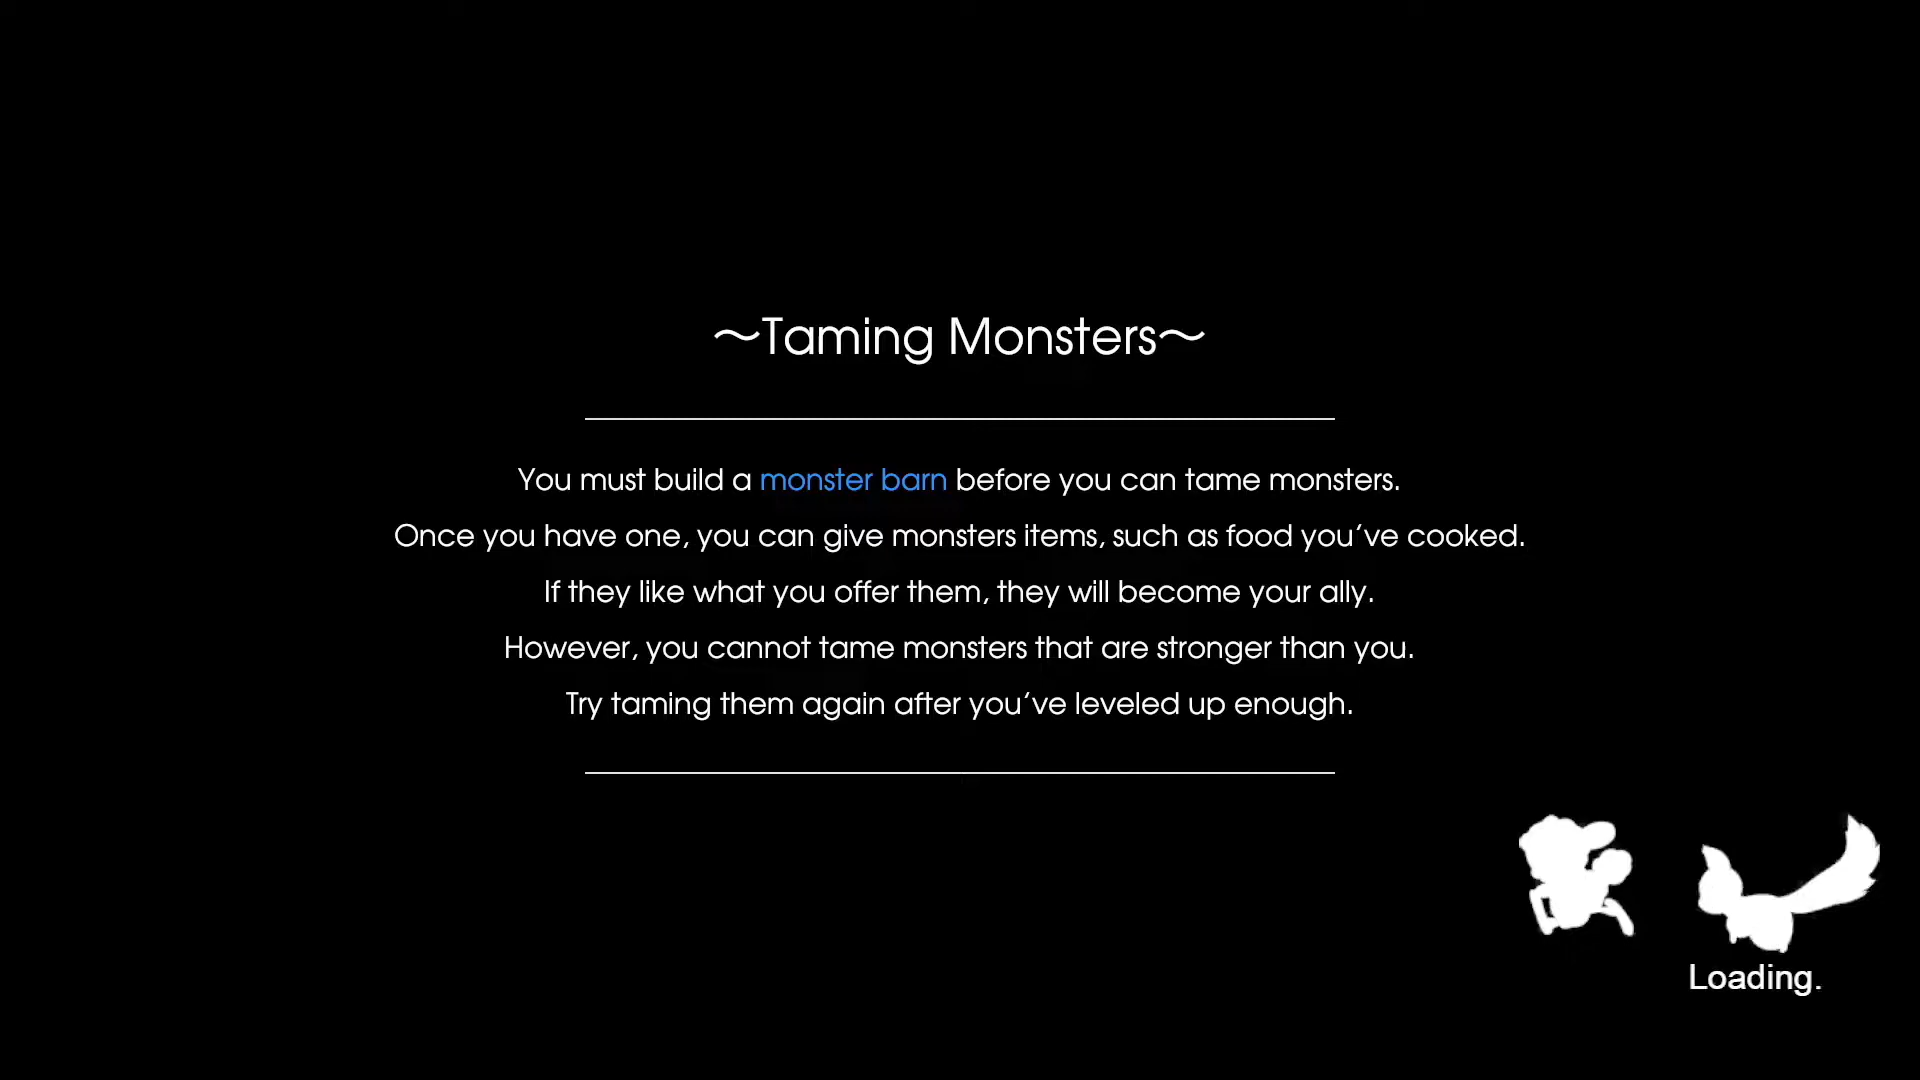 ～Taming Monsters～
You must build a monster barn before you can tame monsters.
Once you have one, you can give monsters items, such as food you’ve cooked.
If they like what you offer them, they will become your ally.
However, you cannot tame monsters that are stronger than you.
Try taming them again after you’ve leveled up enough.
Loading.